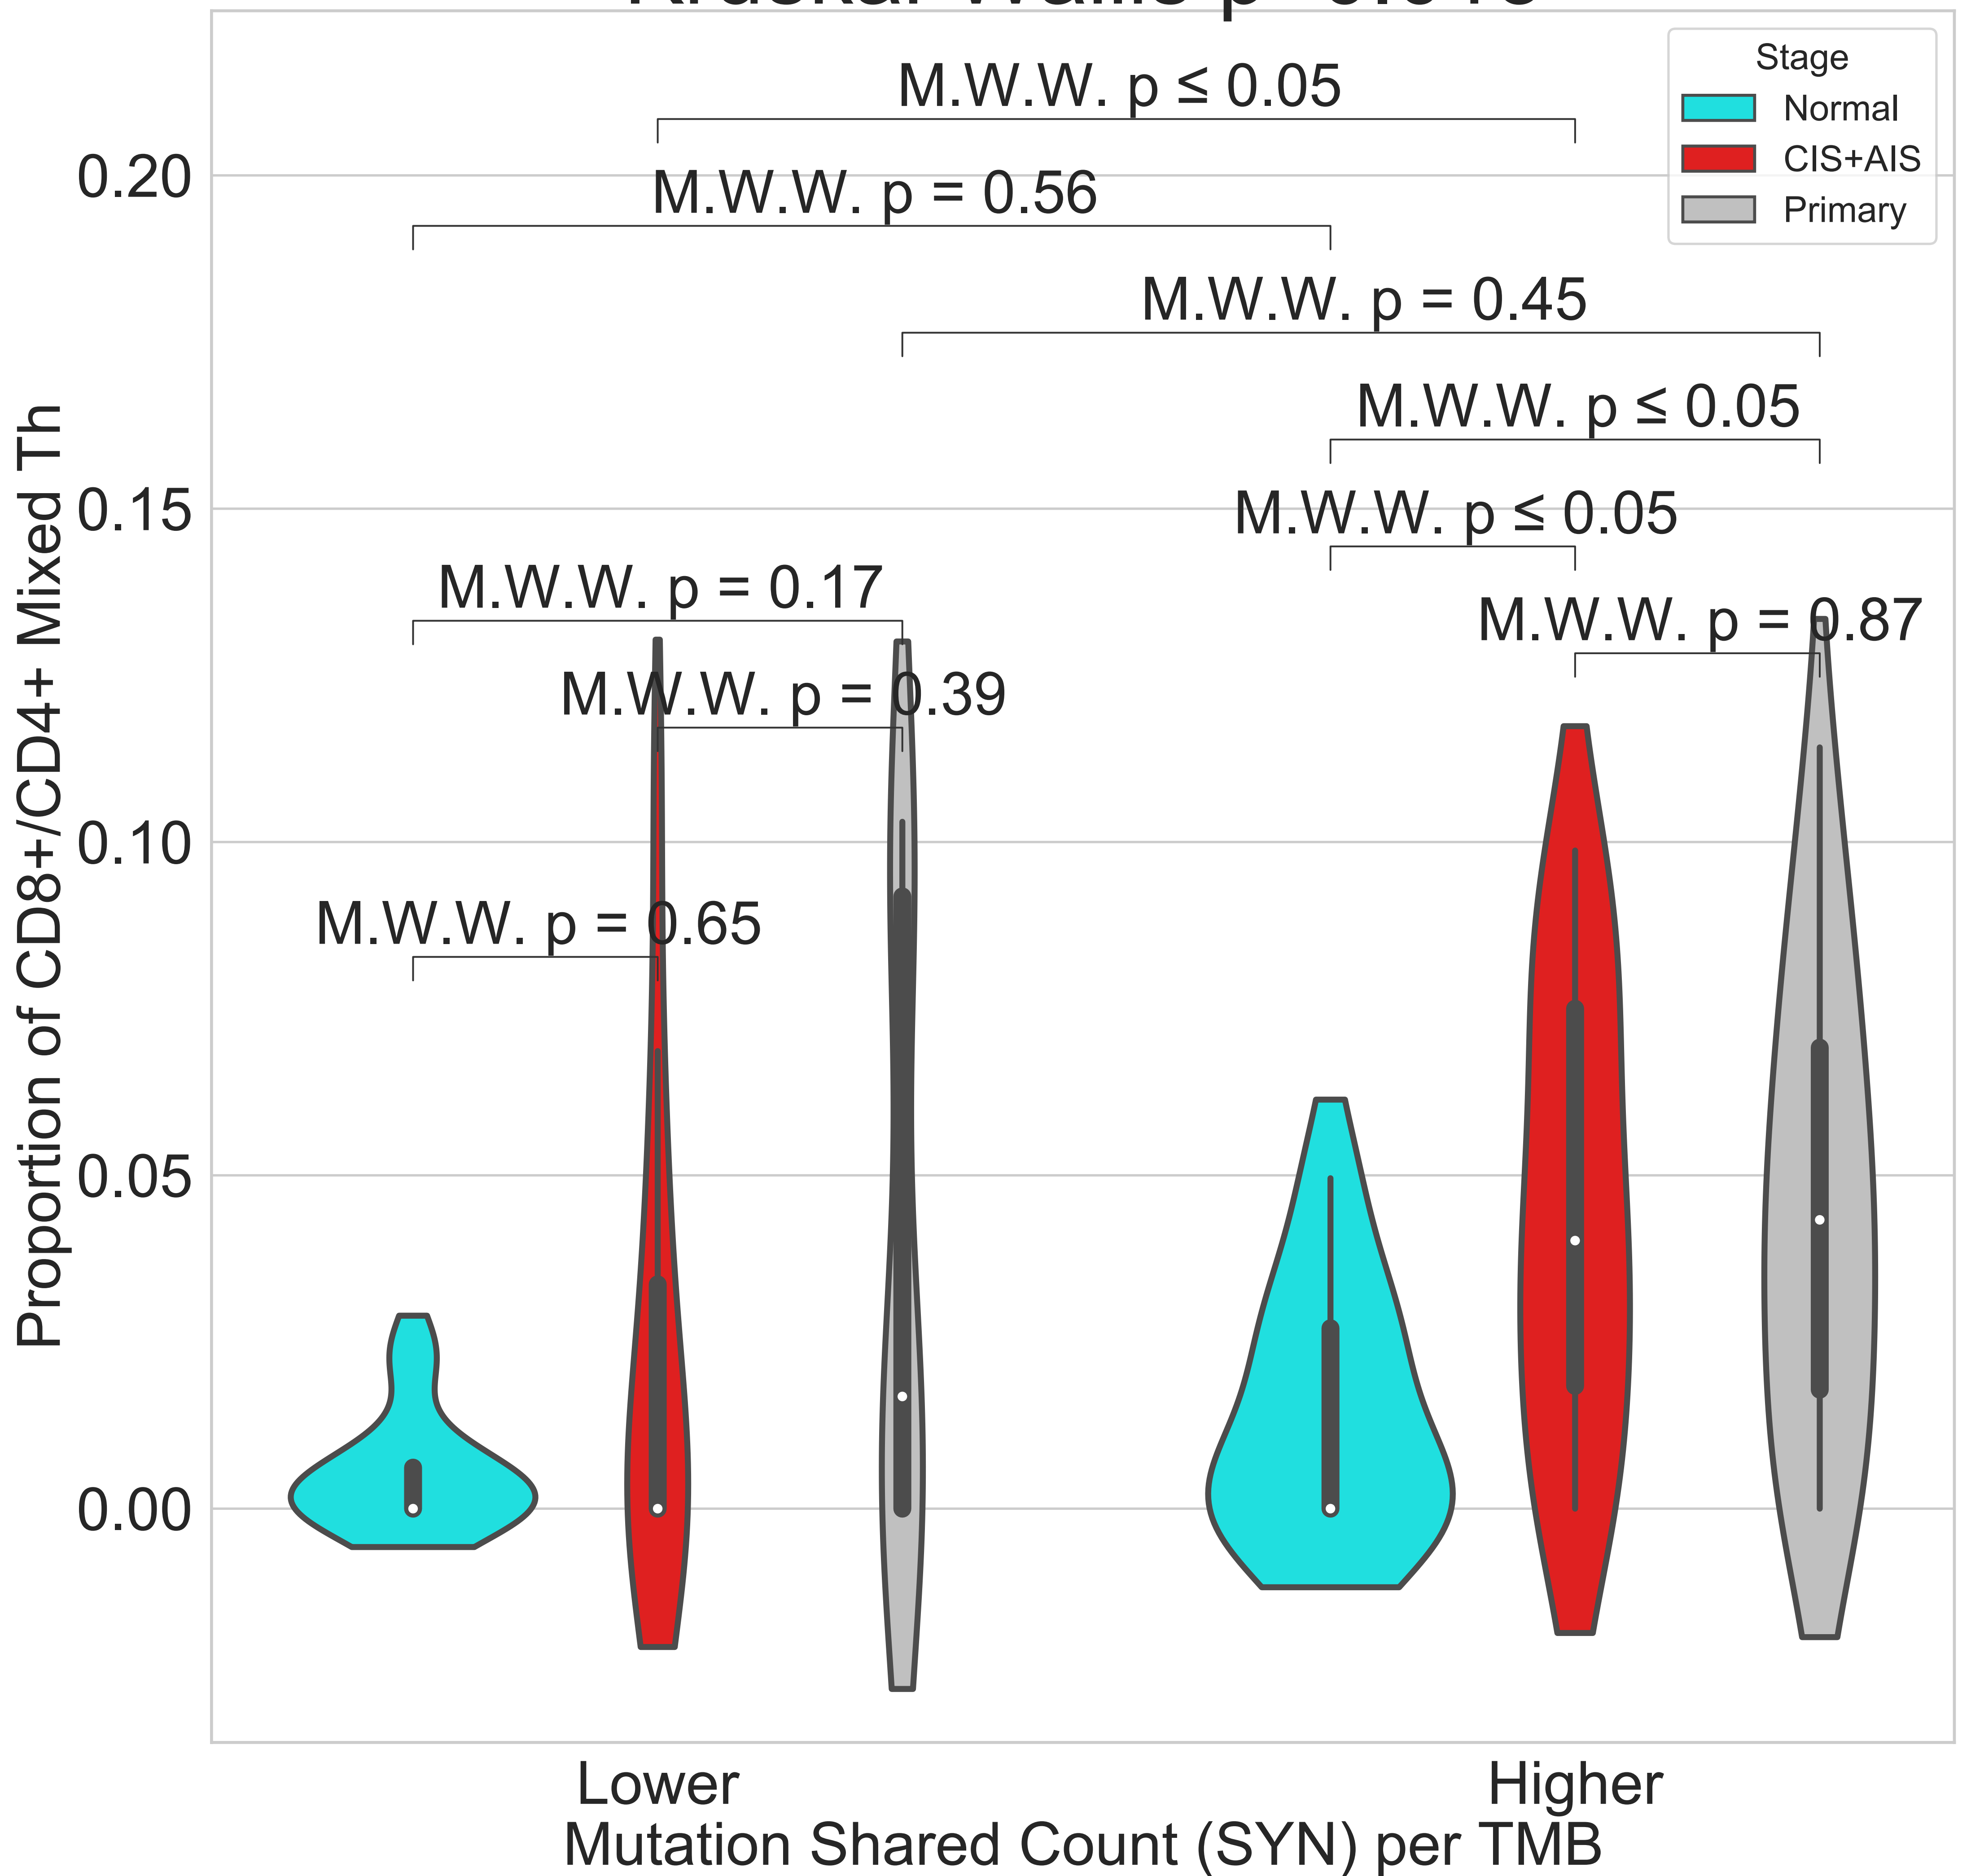 M.W.W. p ≤ 0.05
M.W.W. p = 0.56
M.W.W. p = 0.45
M.W.W. p ≤ 0.05
M.W.W. p ≤ 0.05
M.W.W. p = 0.17
M.W.W. p = 0.87
M.W.W. p = 0.39
M.W.W. p = 0.65
Stage
Normal
CIS+AIS
Primary
Proportion of CD8+/CD4+ Mixed Th
0.20
0.15
0.10
0.05
0.00
Lower
Higher
Mutation Shared Count (SYN) per TMB